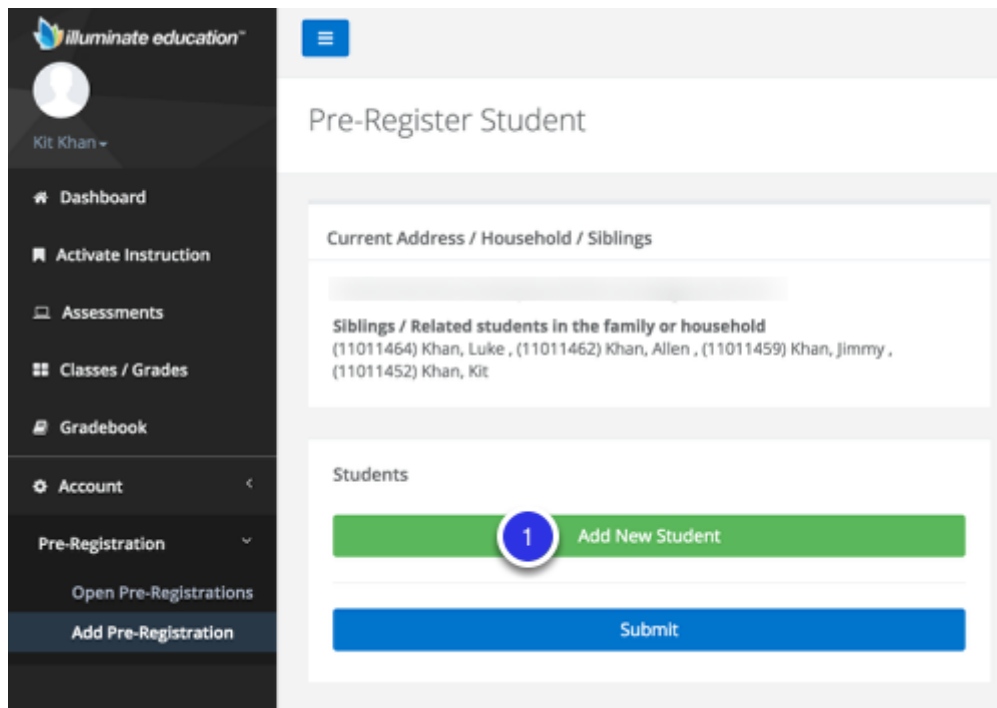 illuminate education™
Kit Khan
Dashboard
Activate Instruction
Assessments
Classes / Grades
Gradebook
Account
Pre-Registration
Open Pre-Registrations
Add Pre-Registration
Pre-Register Student
Current Address / Household / Siblings
Siblings / Related students in the family or household
(11011464) Khan, Luke , (11011462) Khan, Allen , (11011459) Khan, Jimmy ,
(11011452) Khan, Kit
Students
1 Add New Student
Submit